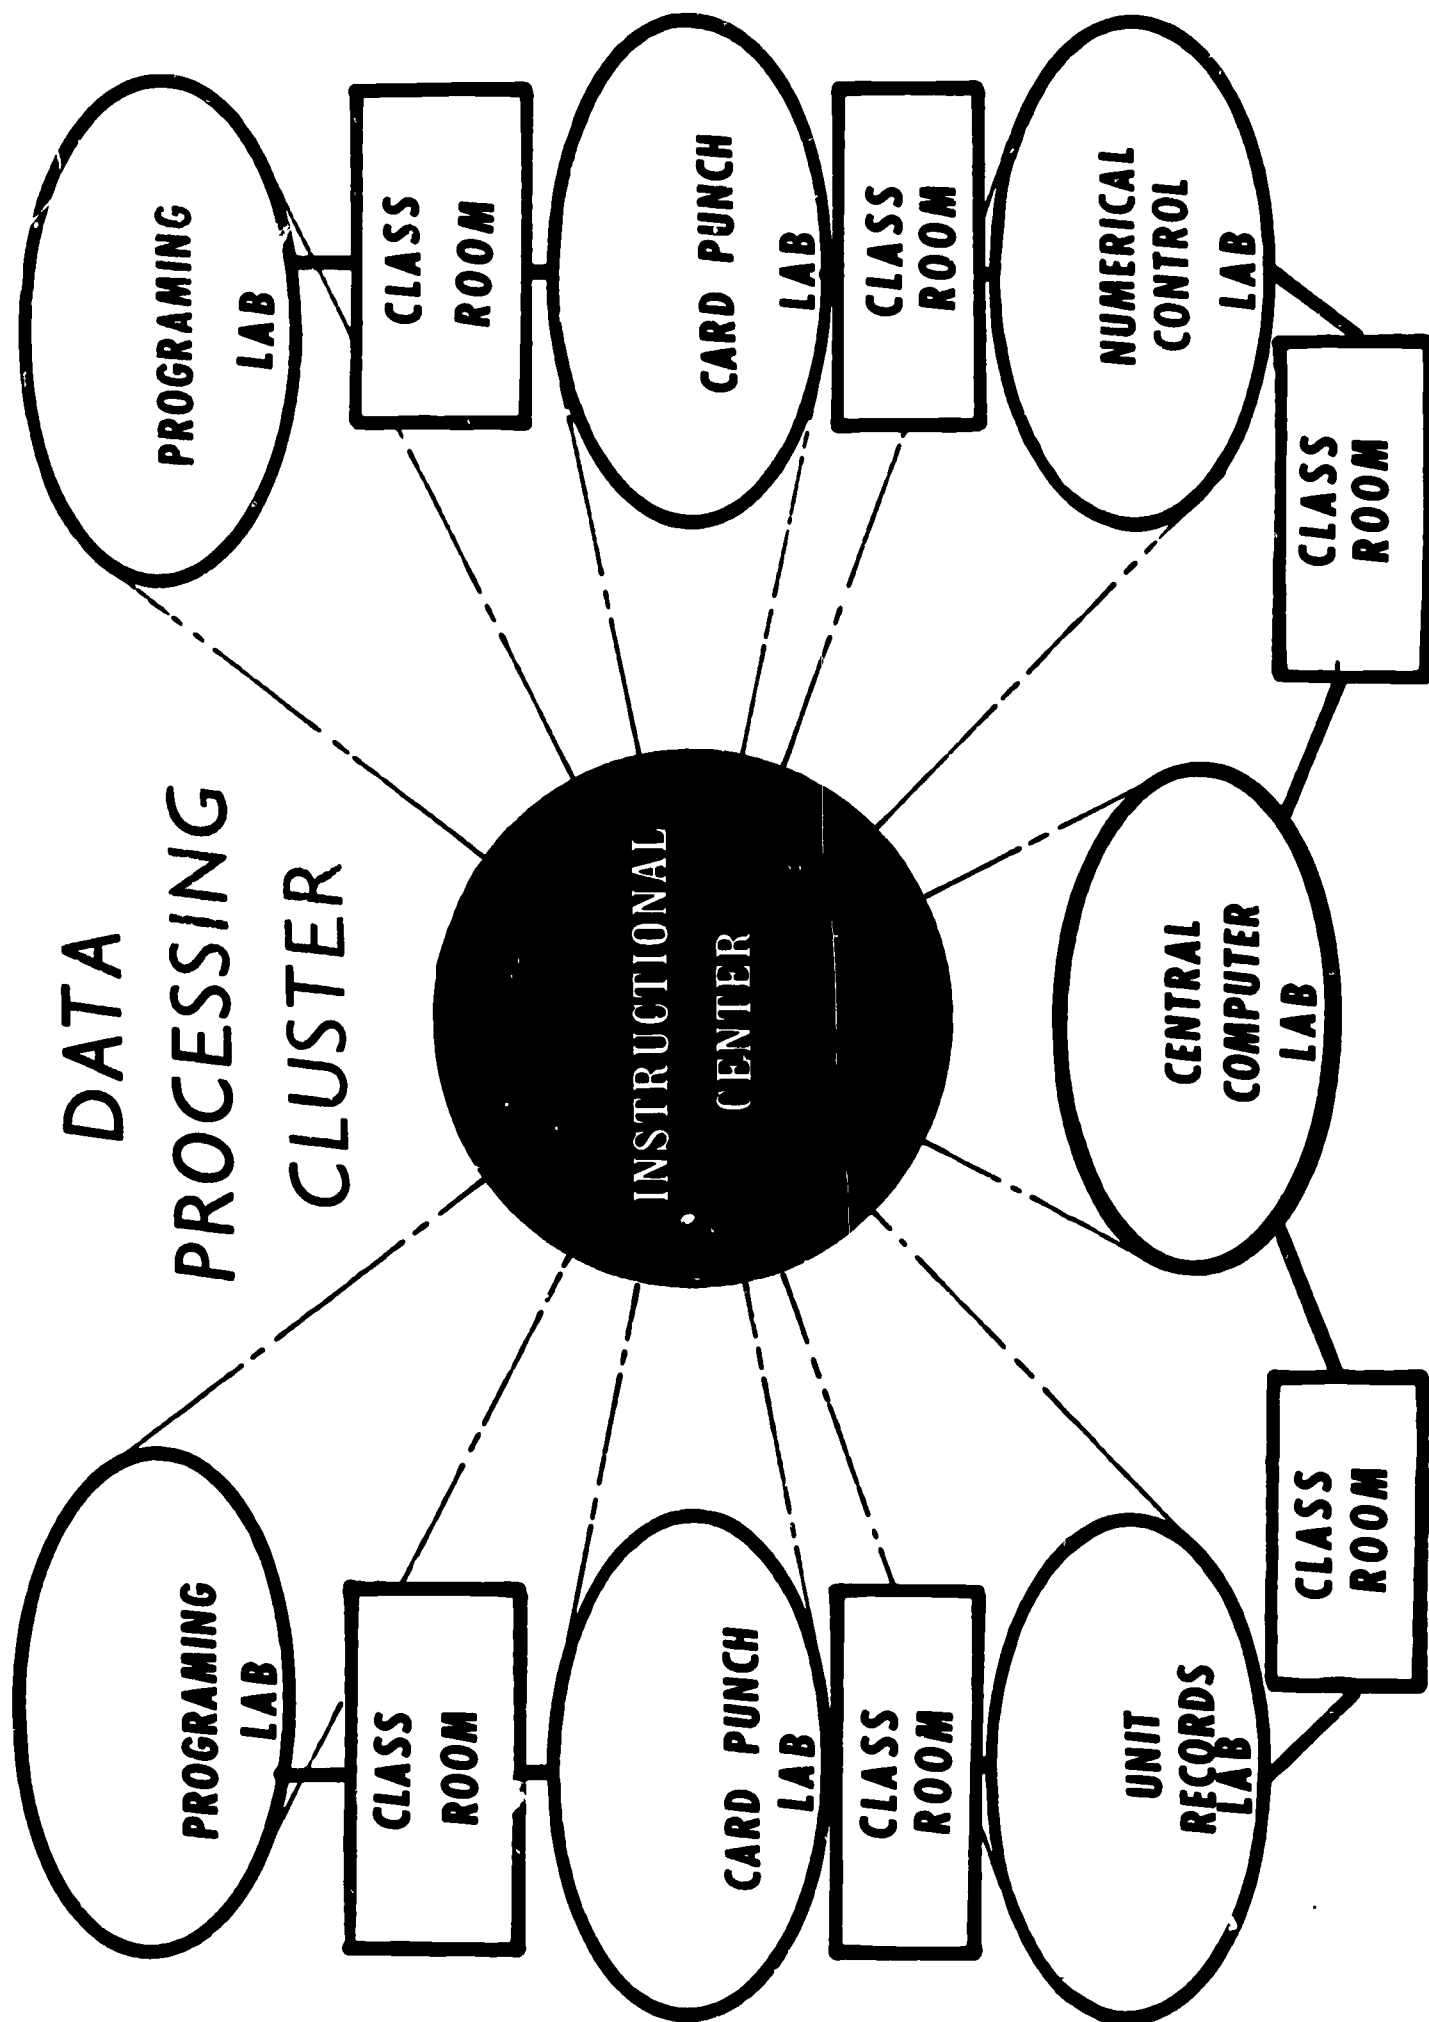 DATA
PROCESSING
CLUSTER
PROGRAMING
LAB
CLASS
ROOM
CARD PUNCH
LAB
CLASS
ROOM
UNIT
RECORDS
LAB
CLASS
ROOM
INSTRUCTIONAL
CENTER
CENTRAL
COMPUTER
LAB
PROGRAMING
LAB
CLASS
ROOM
CARD PUNCH
LAB
CLASS
ROOM
NUMERICAL
CONTROL
LAB
CLASS
ROOM